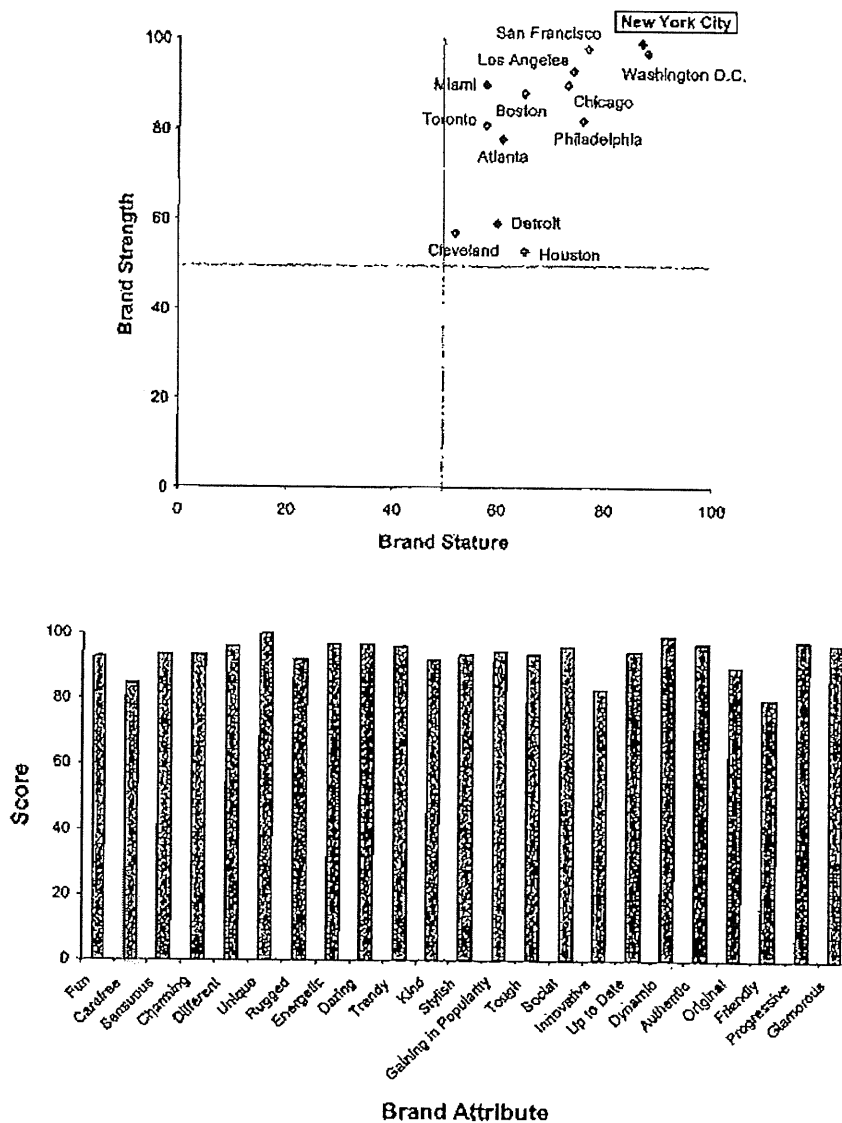 New York City
San Francisco
100
Los Angeles
Washington D.C.
Miami
Chicago
Boston
80
Toronto
Philadelphia
Atlanta
Brand Strength
60
Detroit
Cleveland
Houston
40
20
0
0 20 40 60 80 100
Brand Stature
100
80
60
Score
40
20
0
Fun
Carefree
Sensuous
Charming
Different
Unique
Rugged
Energetic
Daring
Trendy
Kind
Stylish
Gaining in Popularity
Tough
Social
Innovative
Up to Date
Dynamic
Authentic
Original
Friendly
Progressive
Glamorous
Brand Attribute